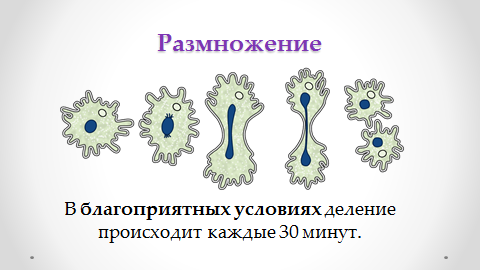 Размножение
В благоприятных условиях деление
происходит каждые 30 минут.